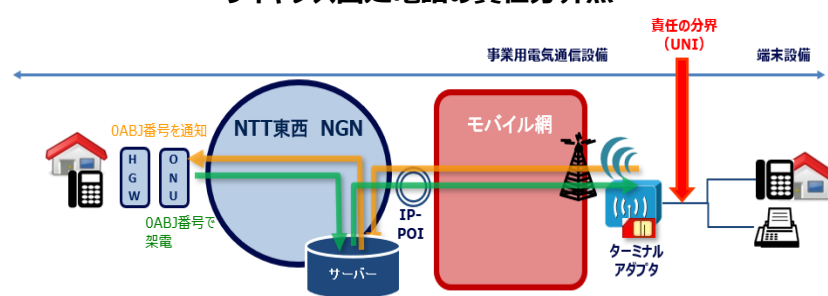 責任の分界
（UNI）
事業用電気通信設備
端末設備
0ABJ番号を通知
NTT東西 NGN
モバイル網
H
G
W
O
N
U
0ABJ番号で
架電
IP-
POI
サーバー
ターミナル
アダプタ